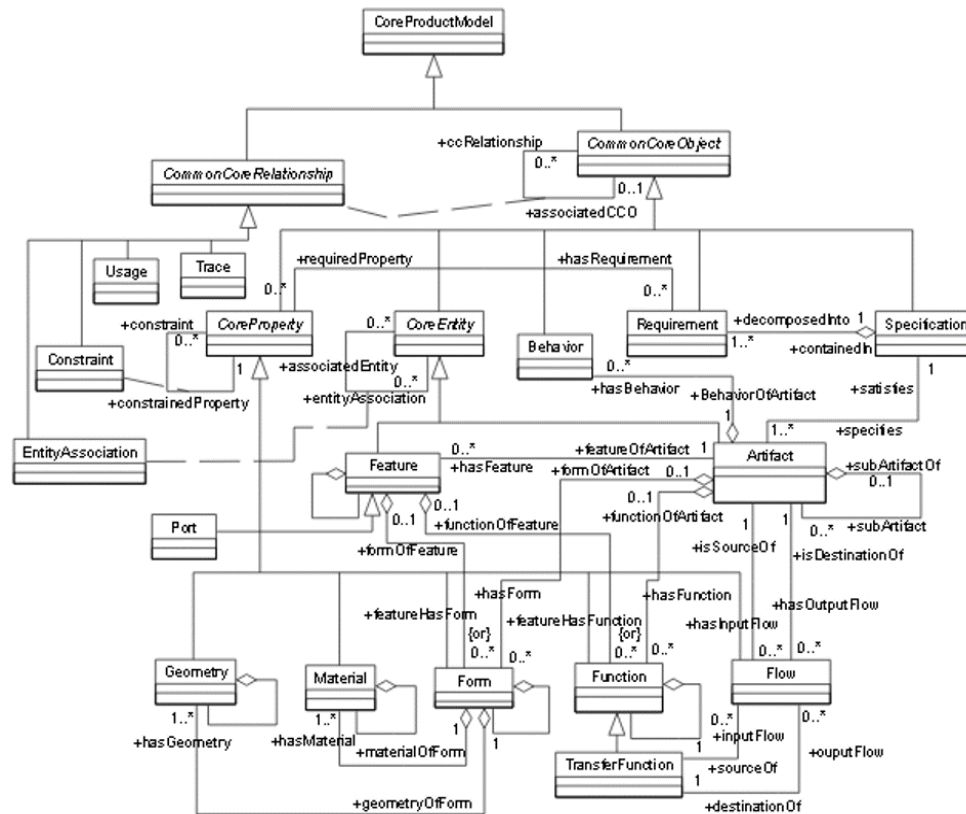 CoreProductModel
+ccRelationship
CommonCoreObject
0..*
CommonCoreRelationship
0..1
+associatedCCO
+requiredProperty
+hasRequirement
Usage
Trace
0..*
0..*
+constraint
CoreProperty
0..*
CoreEntity
Requirement
+decomposedInto
1
Specification
0..*
Behavior
1..*
+containedIn
Constraint
1
+associatedEntity
0..*
0..*
1
+constrainedProperty
+entityAssociation
+hasBehavior
+BehaviorOfArtifact
+satisfies
1
EntityAssociation
0..*
+featureOfArtifact
1
1..*
+specifies
Feature
+hasFeature
+formOfArtifact
Artifact
+subArtifactOf
0..1
0..1
0..1
0..1
0..1
Port
+functionOfFeature
+functionOfArtifact
1
1
0..*
+subArtifact
+formOfFeature
+isSourceOf
+isDestinationOf
+hasForm
+hasFunction
+hasOutputFlow
+featureHasForm
+featureHasFunction
+hasInputFlow
{or}
{or}
0..*
0..*
0..*
0..*
0..*
0..*
Geometry
Material
Form
Function
Flow
1..*
1..*
1
1
1
0..*
0..*
+hasGeometry
+hasMaterial
+materialOfForm
+inputFlow
+ouputFlow
TransferFunction
+sourceOf
1
+geometryOfForm
+destinationOf